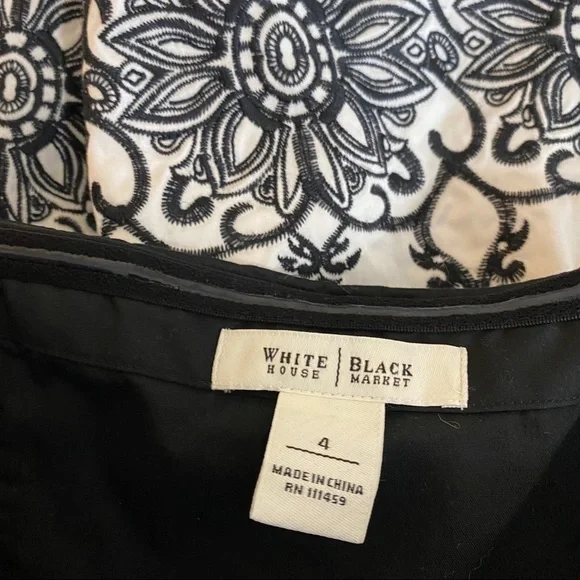 WHITE | BLACK
HOUSE | MARKET
4
MADE IN CHINA
RN 111459